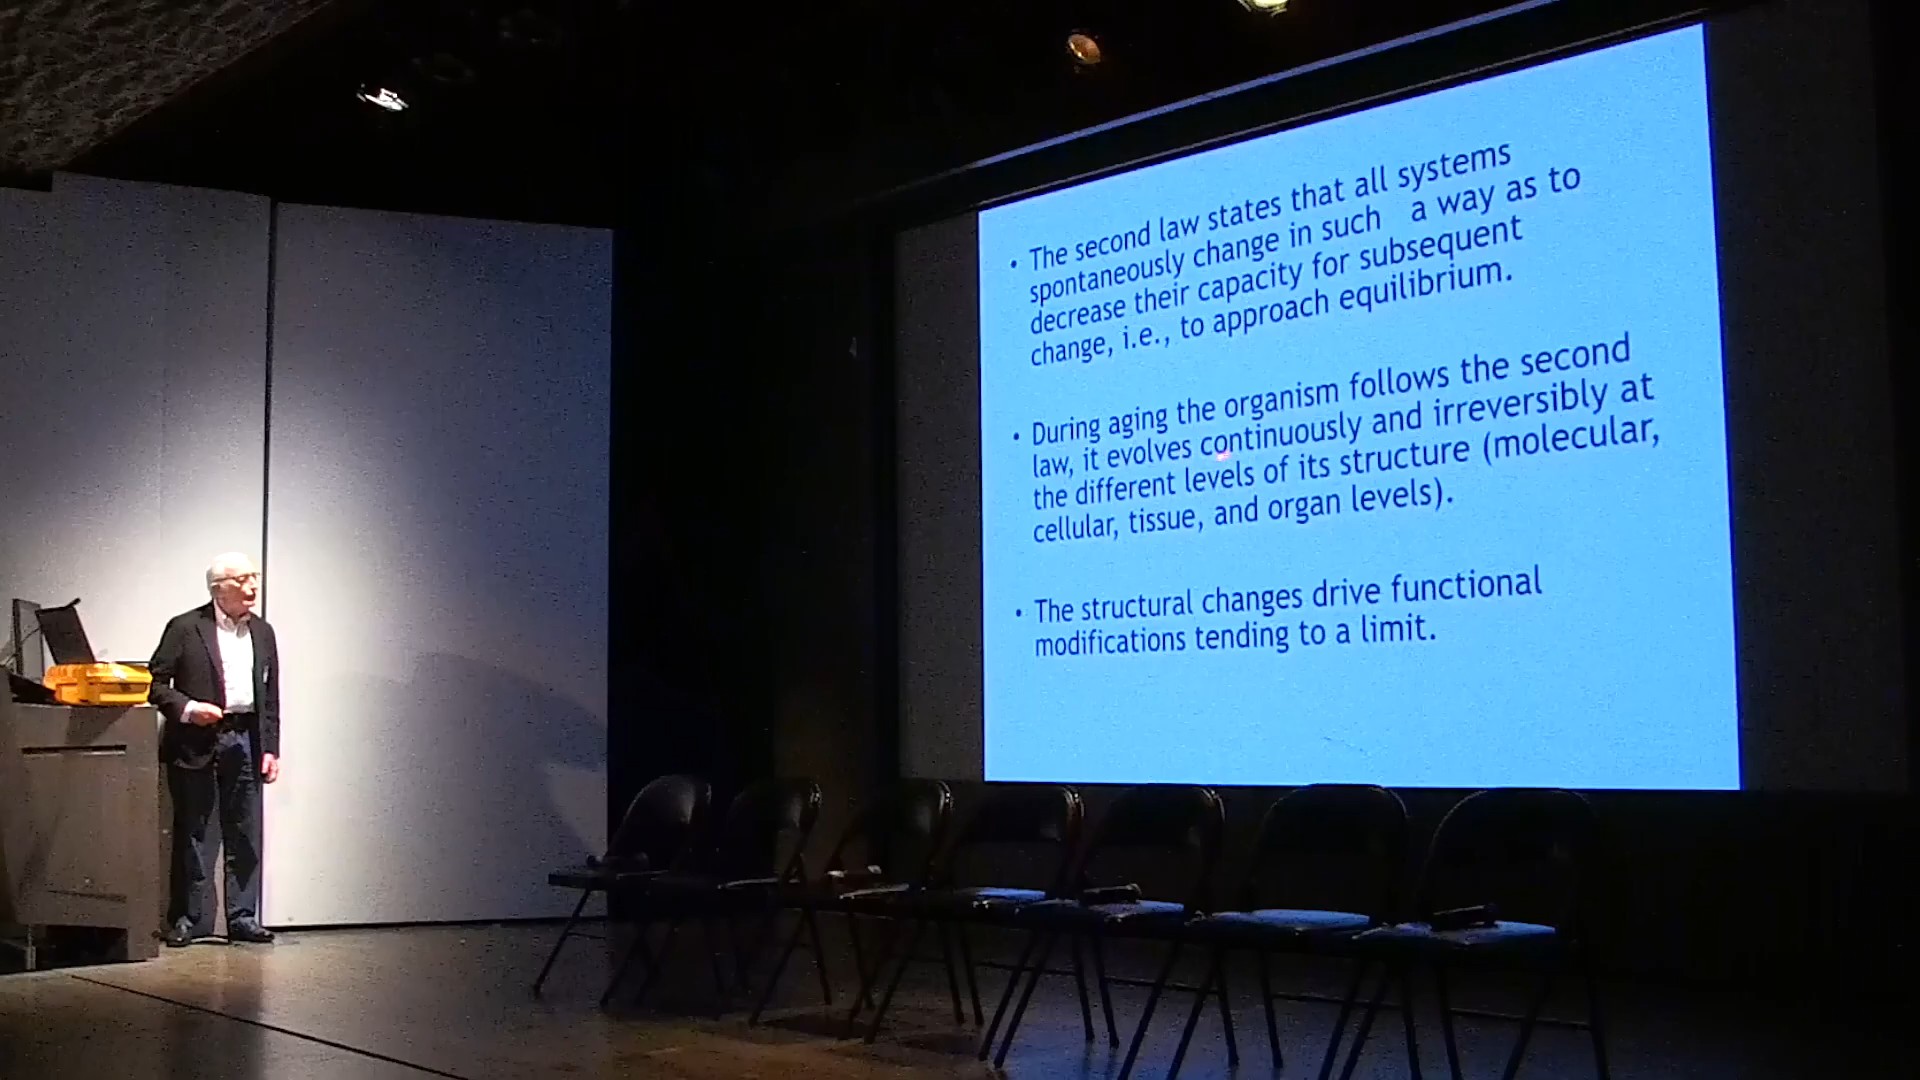 • The second law states that all systems
spontaneously change in such a way as to
decrease their capacity for subsequent
change, i.e., to approach equilibrium.
• During aging the organism follows the second
law, it evolves continuously and irreversibly at
the different levels of its structure (molecular,
cellular, tissue, and organ levels).
• The structural changes drive functional
modifications tending to a limit.